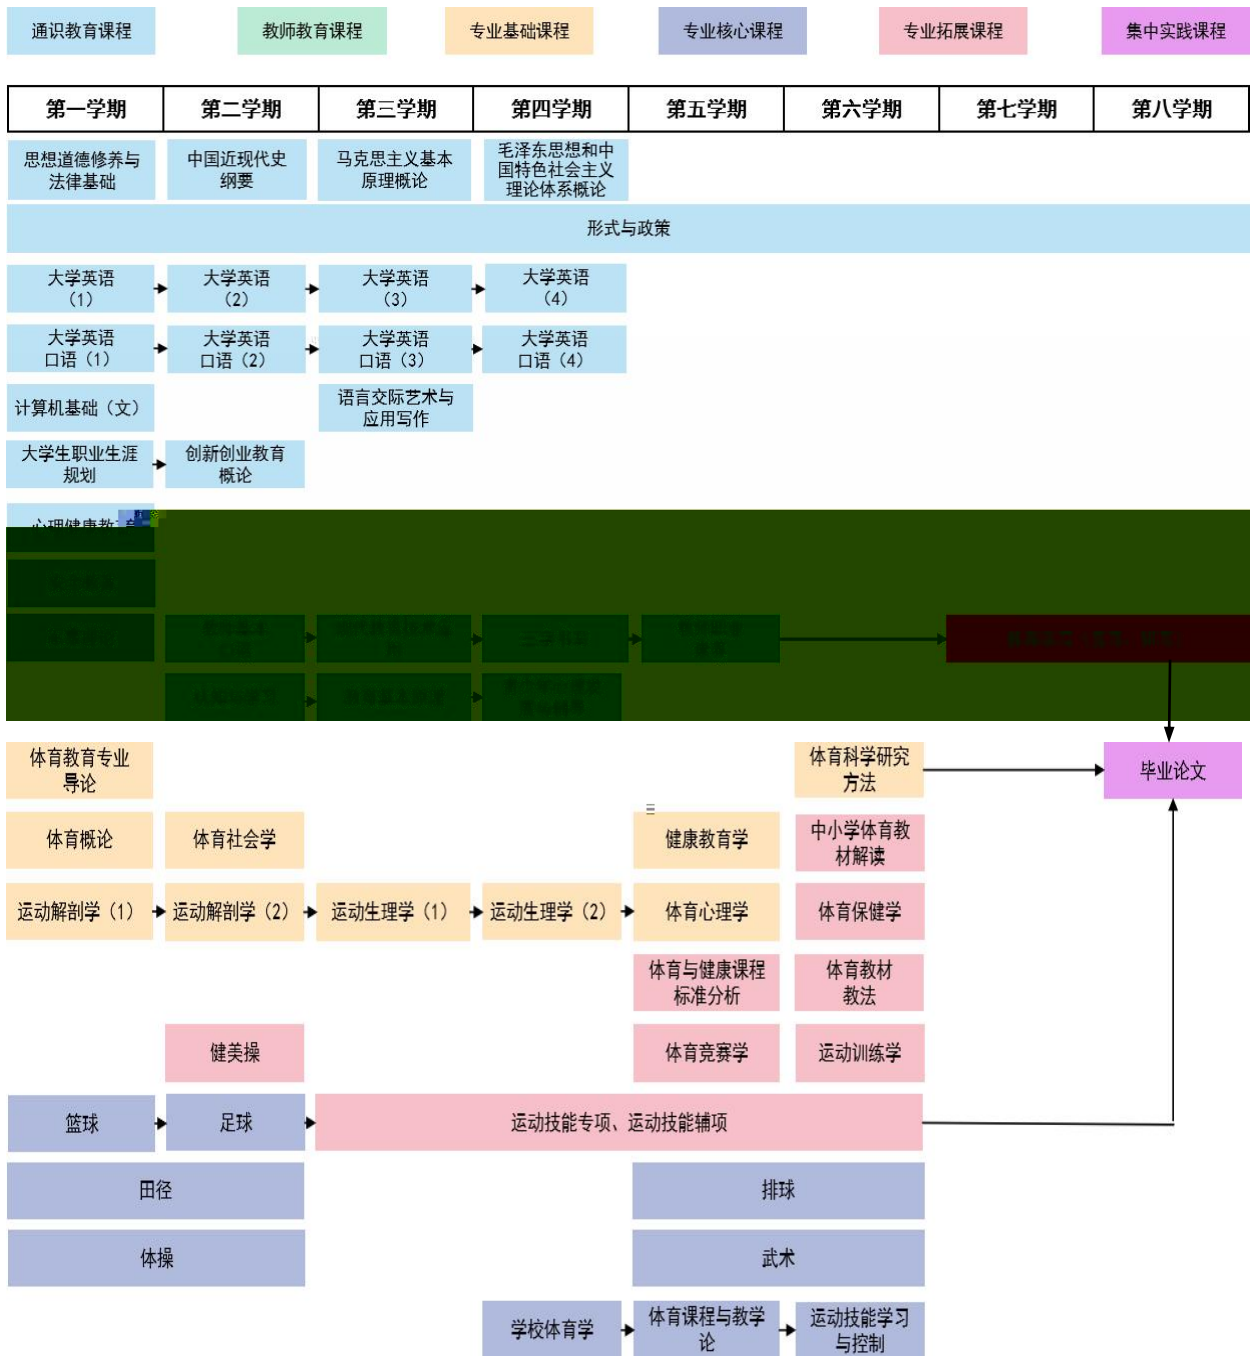 通识教育课程 教师教育课程 专业基础课程 专业核心课程 专业拓展课程 集中实践课程
第一学期 第二学期 第三学期 第四学期 第五学期 第六学期 第七学期 第八学期
思想道德修养与
法律基础
中国近现代史
纲要
马克思主义基本
原理概论
毛泽东思想和中
国特色社会主义
理论体系概论
形式与政策
大学英语
（1）
大学英语
（2）
大学英语
（3）
大学英语
（4）
大学英语
口语（1）
大学英语
口语（2）
大学英语
口语（3）
大学英语
口语（4）
计算机基础（文）
语言交际艺术与
应用写作
大学生职业生涯
规划
创新创业教育
概论
心理健康教育
体育教育专业
导论
体育科学研究
方法
毕业论文
体育概论
体育社会学
健康教育学
中小学体育教
材解读
运动解剖学（1）
运动解剖学（2）
运动生理学（1）
运动生理学（2）
体育心理学
体育保健学
体育与健康课程
标准分析
体育教材
教法
健美操
体育竞赛学
运动训练学
篮球
足球
运动技能专项、运动技能辅项
田径
排球
体操
武术
学校体育学
体育课程与教学
论
运动技能学习
与控制